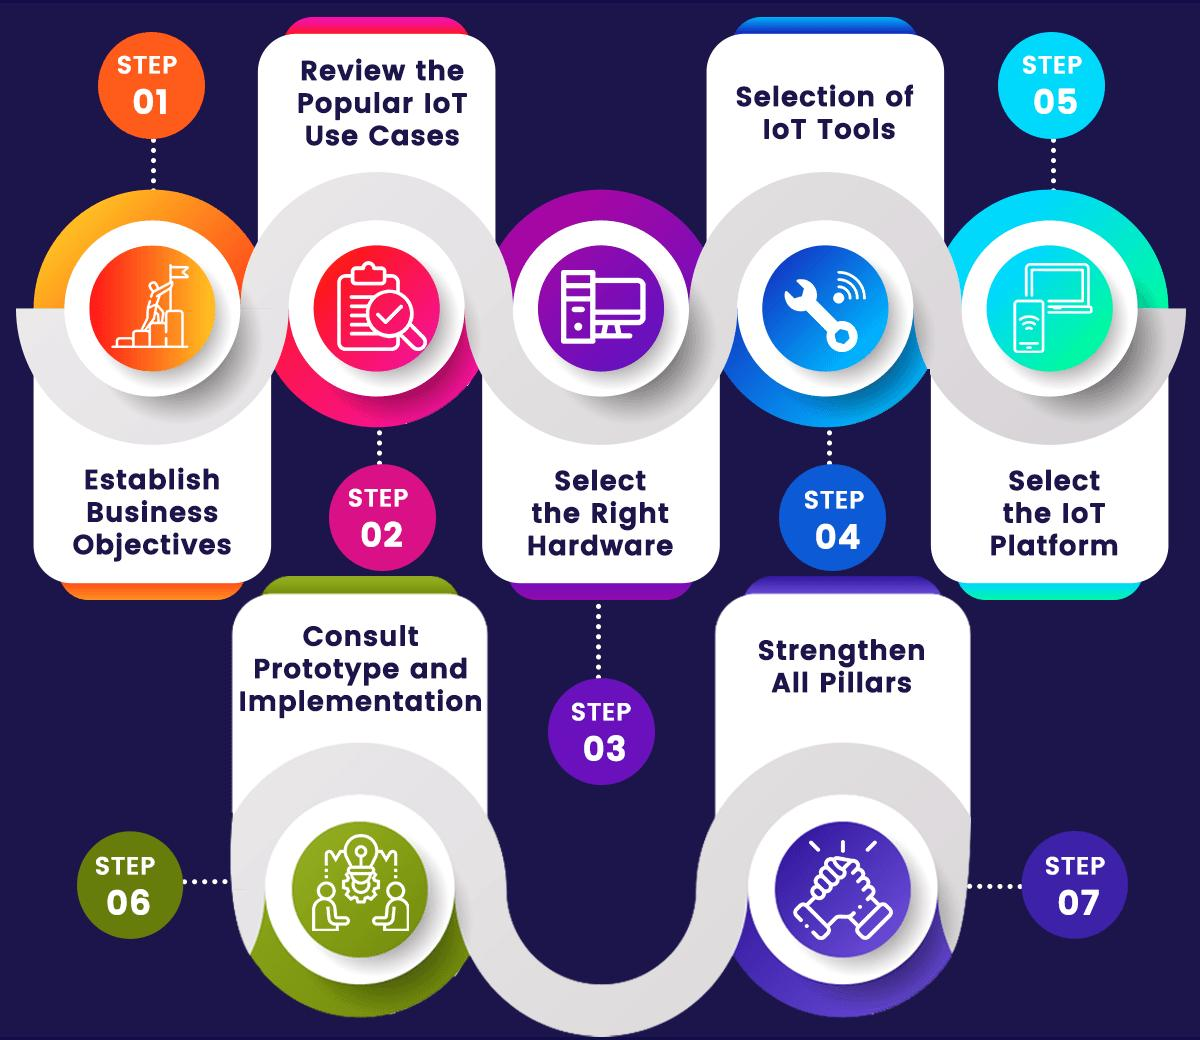 STEP
01
Establish
Business
Objectives
Review the
Popular IoT
Use Cases
STEP
02
Select
the Right
Hardware
STEP
03
Selection of
IoT Tools
STEP
04
STEP
05
Select
the IoT
Platform
Consult
Prototype and
Implementation
STEP
06
Strengthen
All Pillars
STEP
07